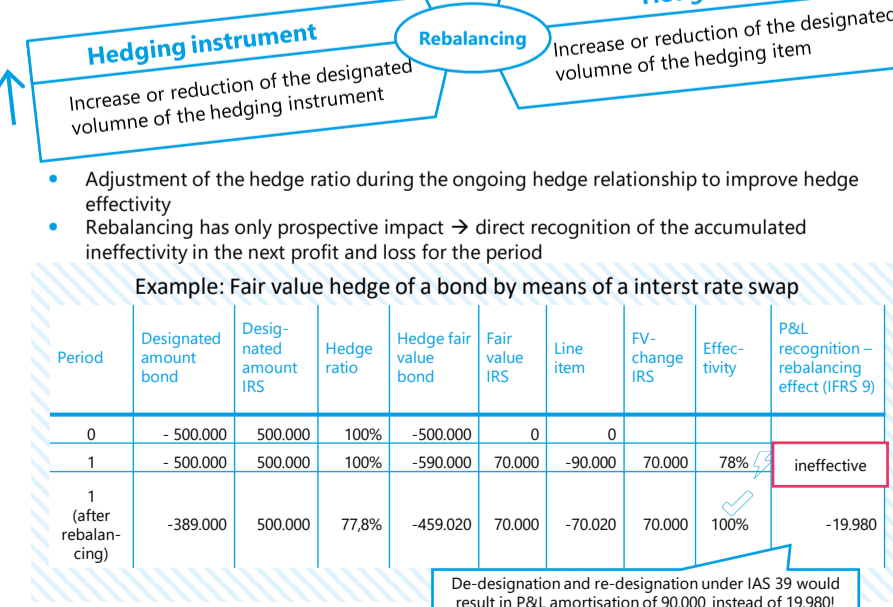 Hedging instrument
Increase or reduction of the designated
volumne of the hedging instrument
Rebalancing
Increase or reduction of the designated
volumne of the hedging item
• Adjustment of the hedge ratio during the ongoing hedge relationship to improve hedge
effectivity
• Rebalancing has only prospective impact → direct recognition of the accumulated
ineffectivity in the next profit and loss for the period
Example: Fair value hedge of a bond by means of a interst rate swap
Period | Designated amount bond | Desig-nated amount IRS | Hedge ratio | Hedge fair value bond | Fair value IRS | Line item | FV-change IRS | Effec-tivity | P&L recognition – rebalancing effect (IFRS 9)
0 | - 500.000 | 500.000 | 100% | -500.000 | 0 | 0
1 | - 500.000 | 500.000 | 100% | -590.000 | 70.000 | -90.000 | 70.000 | 78% | ineffective
1 (after rebalan-cing) | -389.000 | 500.000 | 77,8% | -459.020 | 70.000 | -70.020 | 70.000 | 100% | -19.980
De-designation and re-designation under IAS 39 would
result in P&L amortisation of 90.000 instead of 19.980!